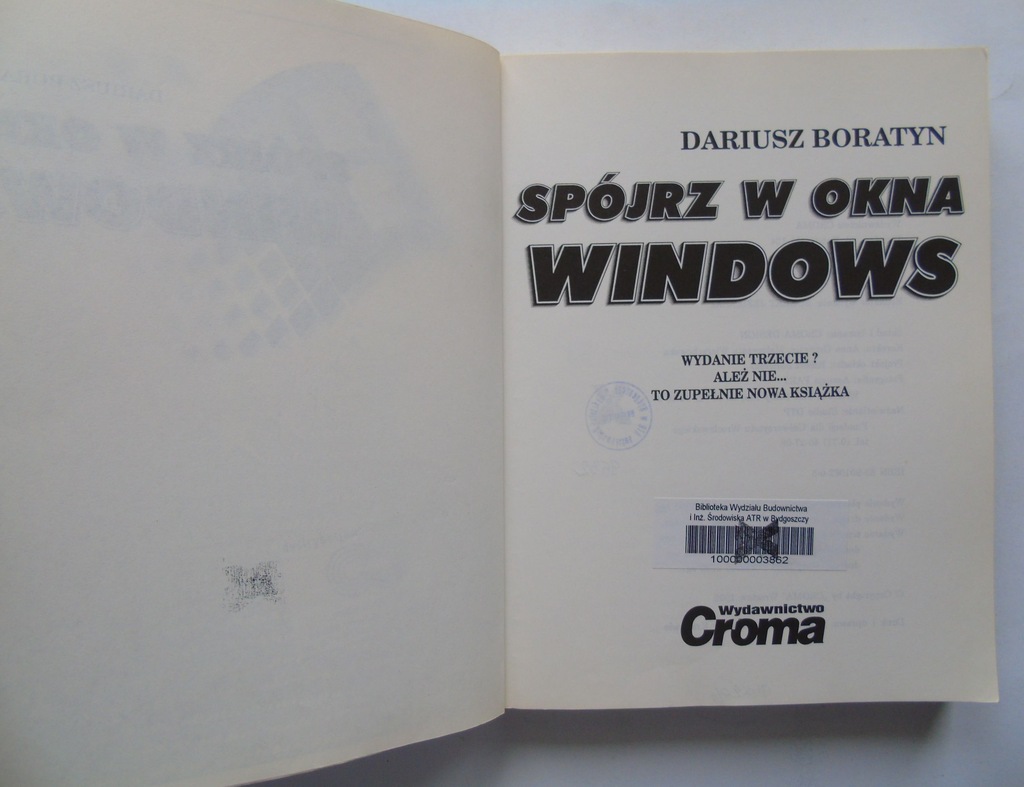 DARIUSZ BORATYN
SPÓJRZ W OKNA
WINDOWS
WYDANIE TRZECIE ?
ALEŻ NIE...
TO ZUPEŁNIE NOWA KSIĄŻKA
Biblioteka Wydziału Budownictwa
i Inż. Środowiska ATR w Bydgoszczy
100000003862
Wydawnictwo
Croma